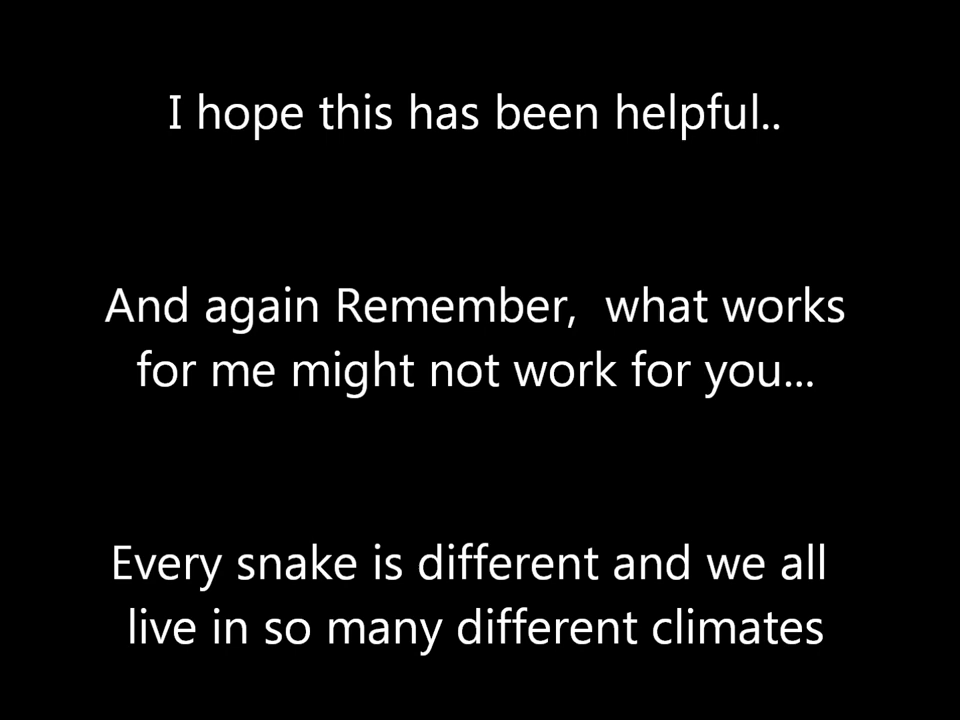 I hope this has been helpful..
And again Remember,  what works
for me might not work for you...
Every snake is different and we all
live in so many different climates